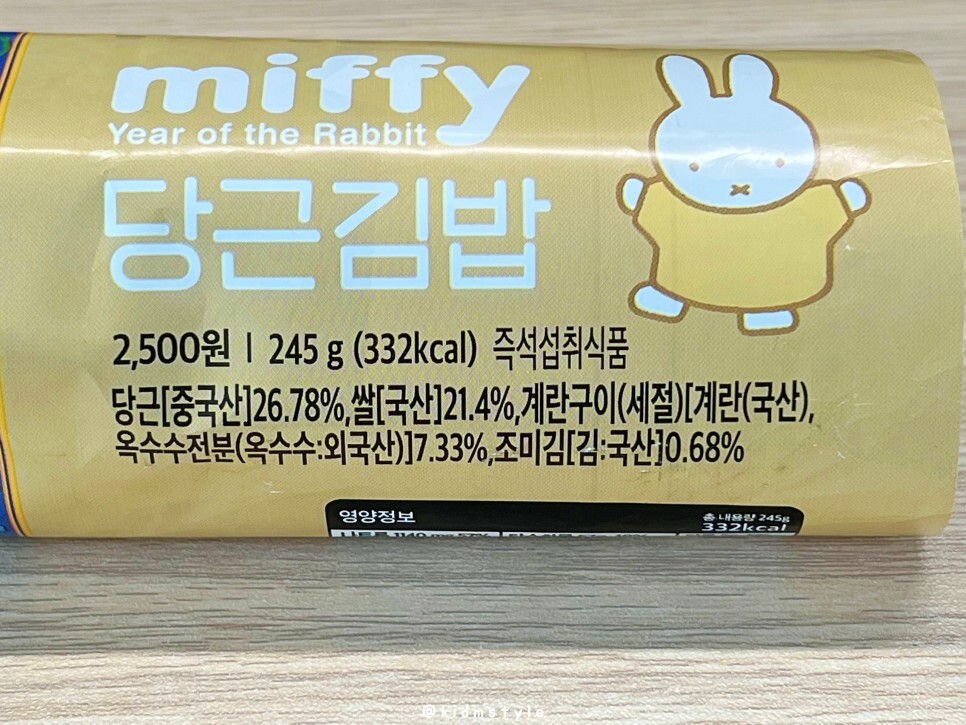 miffy
Year of the Rabbit
당근김밥
2,500원 | 245 g (332kcal) 즉석섭취식품
당근[중국산]26.78%,쌀[국산]21.4%,계란구이(세절)[계란(국산),
옥수수전분(옥수수:외국산)]7.33%,조미김[김:국산]0.68%
영양정보
총 내용량 245g
332kcal
@kidmstyle